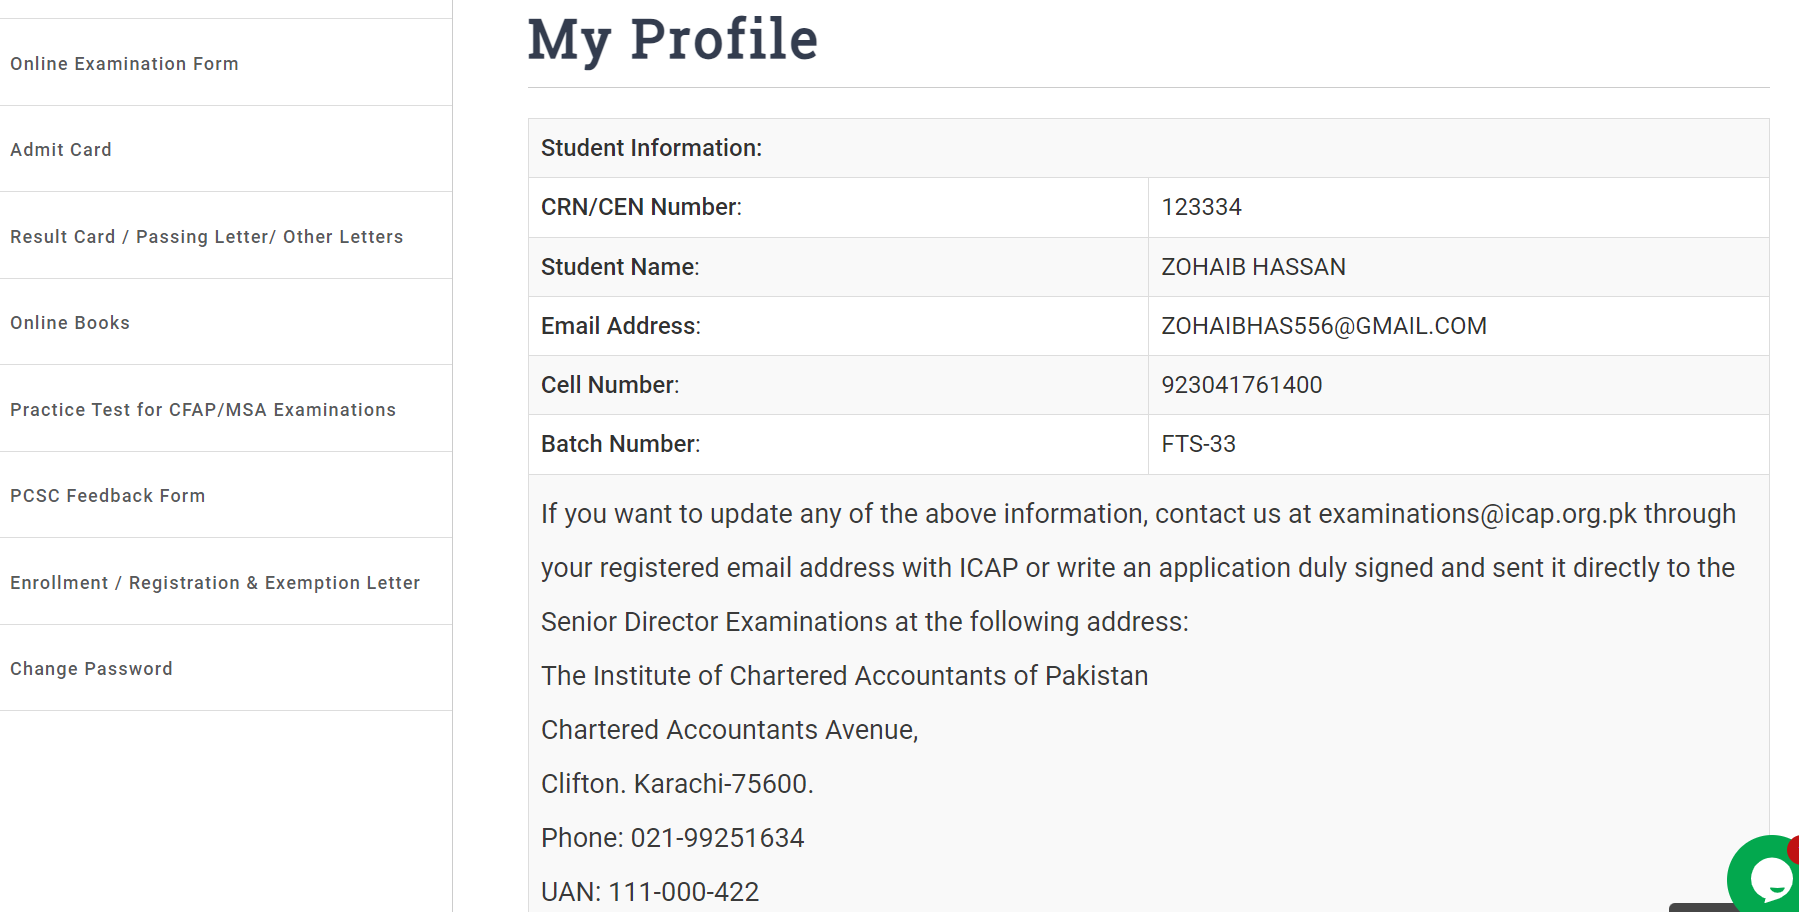 Online Examination Form
Admit Card
Result Card / Passing Letter/ Other Letters
Online Books
Practice Test for CFAP/MSA Examinations
PCSC Feedback Form
Enrollment / Registration & Exemption Letter
Change Password
My Profile
Student Information:
CRN/CEN Number: 123334
Student Name: ZOHAIB HASSAN
Email Address: ZOHAIBHAS556@GMAIL.COM
Cell Number: 923041761400
Batch Number: FTS-33
If you want to update any of the above information, contact us at examinations@icap.org.pk through
your registered email address with ICAP or write an application duly signed and sent it directly to the
Senior Director Examinations at the following address:
The Institute of Chartered Accountants of Pakistan
Chartered Accountants Avenue,
Clifton. Karachi-75600.
Phone: 021-99251634
UAN: 111-000-422